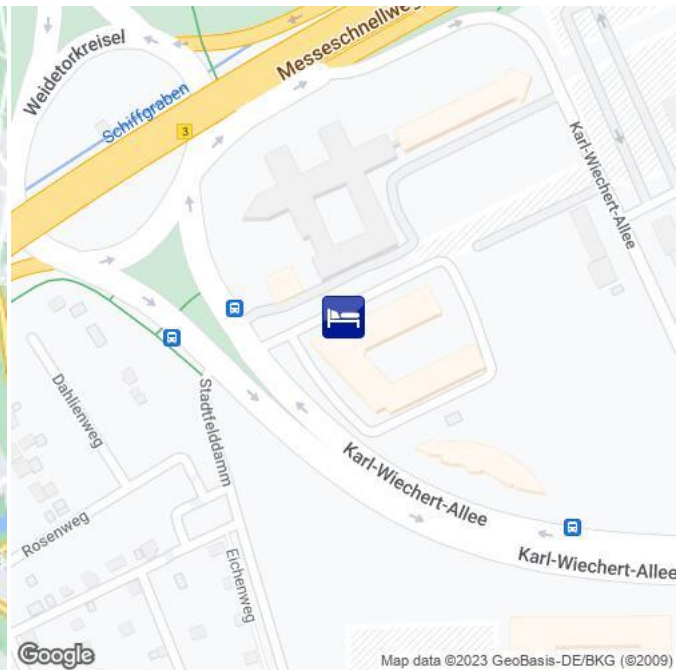 Weidetorkreisel
Messeschnellweg
Schiffgraben
3
Karl-Wiechert-Allee
Dahlienweg
Stadtfelddamm
Karl-Wiechert-Allee
Rosenweg
Eichenweg
Karl-Wiechert-Allee
Google
Map data ©2023 GeoBasis-DE/BKG (©2009)